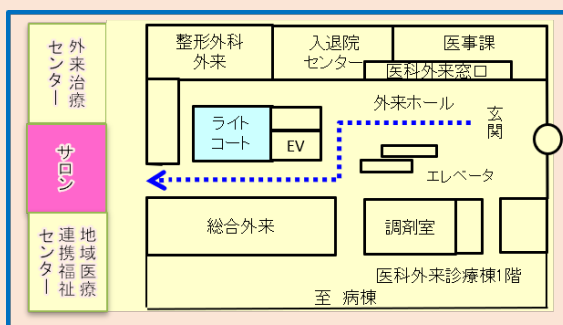 外来治療
センター
サロン
地域医療
連携福祉
センター
整形外科
外来
入退院
センター
医事課
医科外来窓口
外来ホール
玄関
ライト
コート
EV
エレベータ
総合外来
調剤室
医科外来診療棟1階
至 病棟